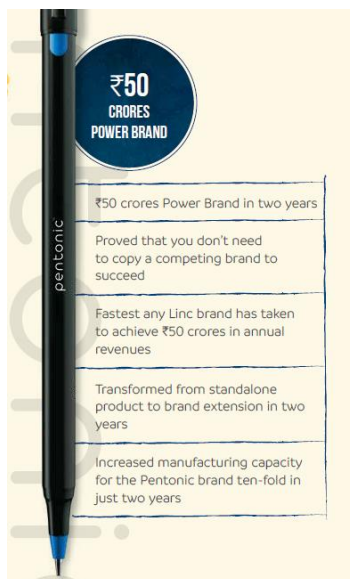 ₹50
CRORES
POWER BRAND
pentonic
₹50 crores Power Brand in two years
Proved that you don't need
to copy a competing brand to
succeed
Fastest any Linc brand has taken
to achieve ₹50 crores in annual
revenues
Transformed from standalone
product to brand extension in two
years
Increased manufacturing capacity
for the Pentonic brand ten-fold in
just two years